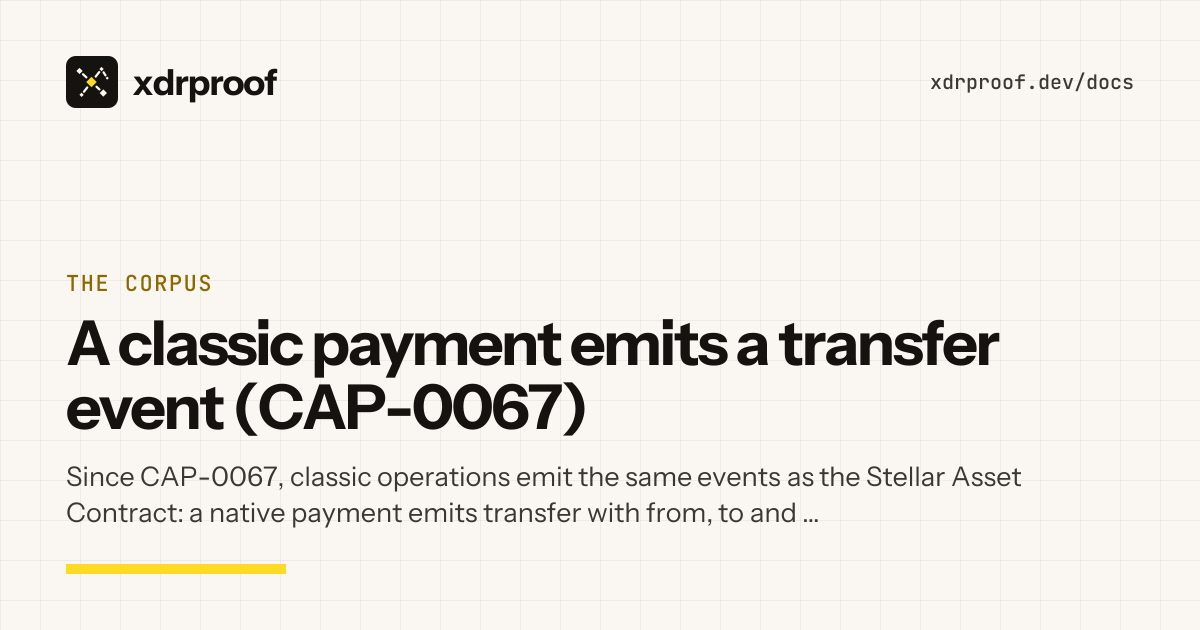 xdrproof
xdrproof.dev/docs
THE CORPUS
A classic payment emits a transfer
event (CAP-0067)
Since CAP-0067, classic operations emit the same events as the Stellar Asset
Contract: a native payment emits transfer with from, to and ...